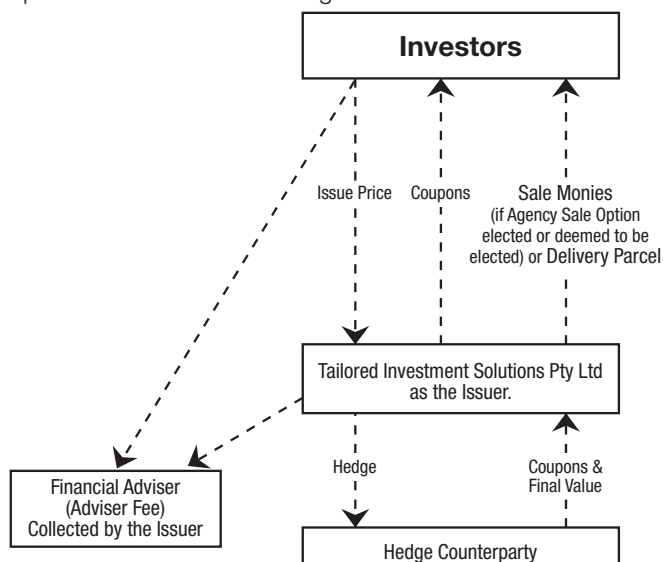 Investors
Issue Price
Coupons
Sale Monies
(if Agency Sale Option
elected or deemed to be
elected) or Delivery Parcel
Tailored Investment Solutions Pty Ltd
as the Issuer.
Hedge
Coupons &
Final Value
Financial Adviser
(Adviser Fee)
Collected by the Issuer
Hedge Counterparty